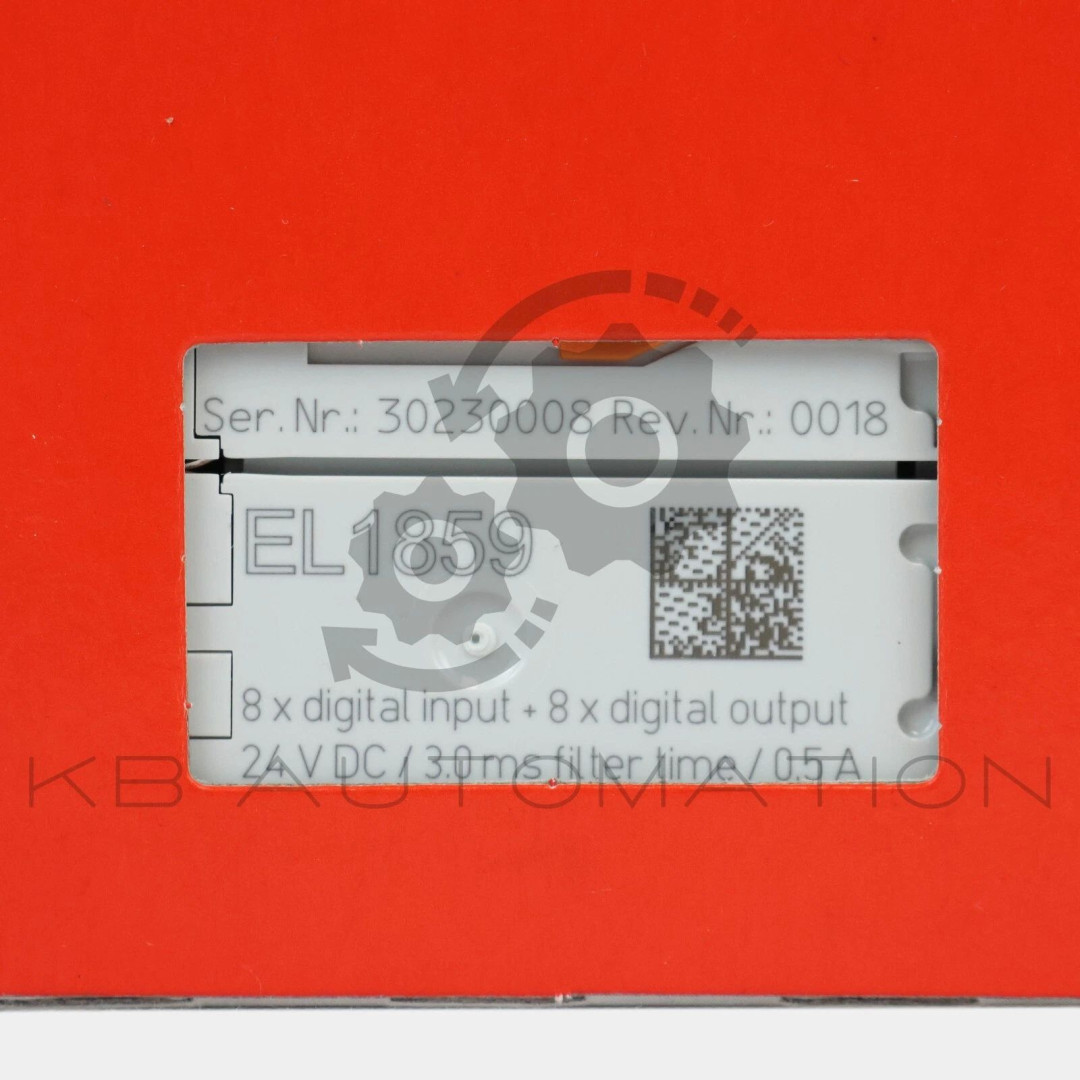 Ser.Nr.: 30230008 Rev.Nr.: 0018
EL1859
8 x digital input + 8 x digital output
24 V DC / 3.0 ms filter time / 0.5 A
KB AUTOMATION